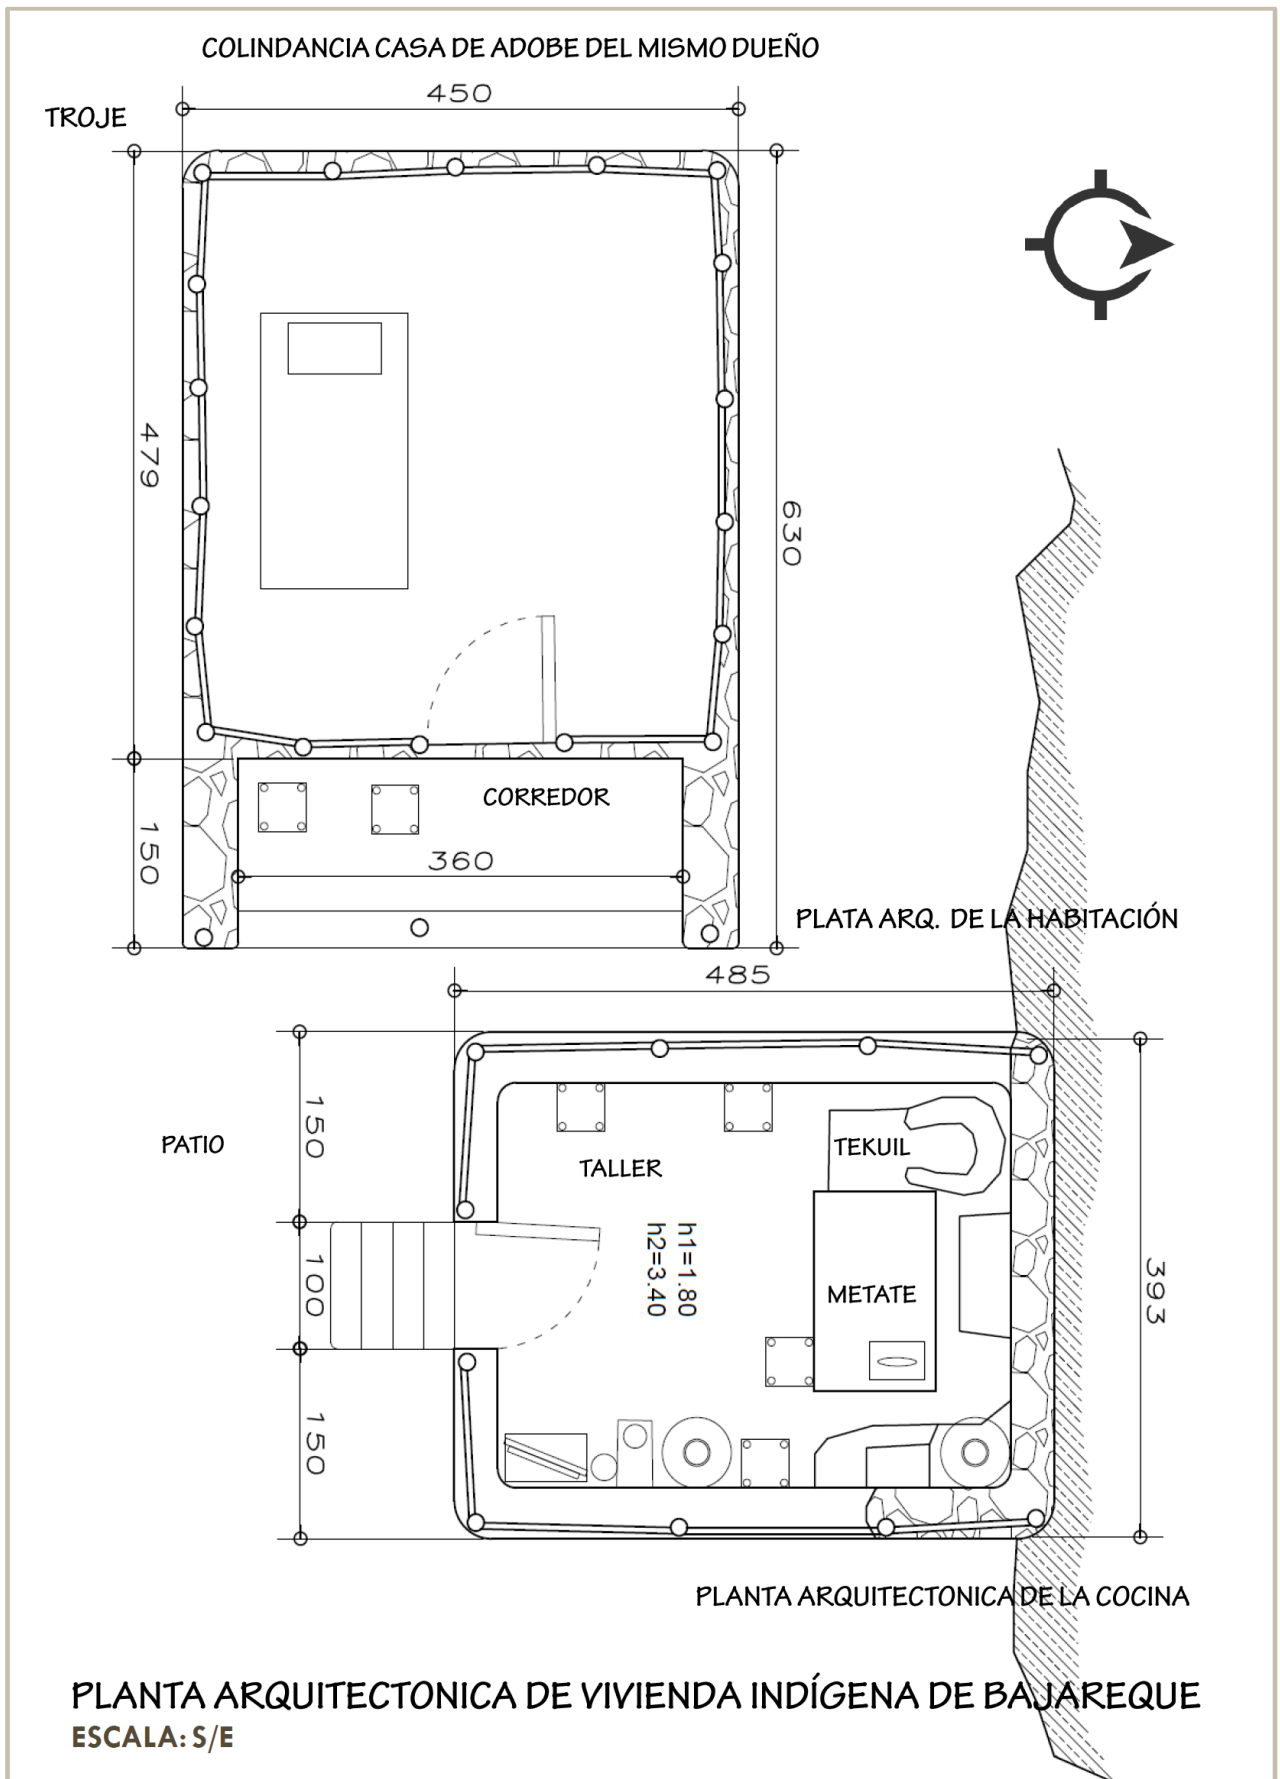 COLINDANCIA CASA DE ADOBE DEL MISMO DUEÑO
450
TROJE
479
630
CORREDOR
150
360
PLATA ARQ. DE LA HABITACIÓN
485
150
PATIO
TEKUIL
TALLER
h1=1.80
h2=3.40
100
METATE
393
150
PLANTA ARQUITECTONICA DE LA COCINA
PLANTA ARQUITECTONICA DE VIVIENDA INDÍGENA DE BAJAREQUE
ESCALA: S/E